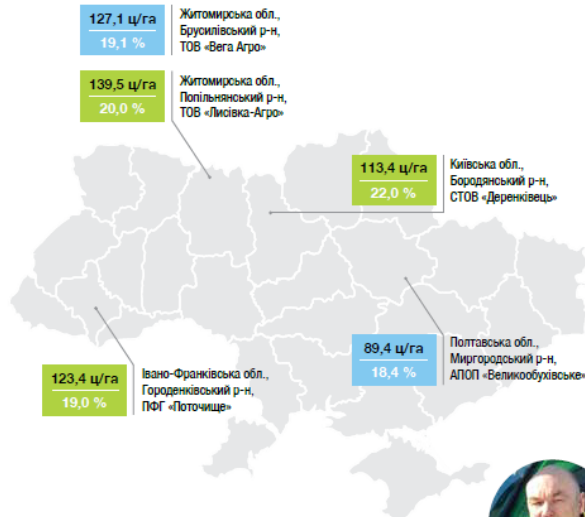 127,1 ц/га
19,1 %
Житомирська обл.,
Брусилівський р-н,
ТОВ «Вега Агро»
139,5 ц/га
20,0 %
Житомирська обл.,
Попільнянський р-н,
ТОВ «Лисівка-Агро»
113,4 ц/га
22,0 %
Київська обл.,
Бородянський р-н,
СТОВ «Деренківець»
89,4 ц/га
18,4 %
Полтавська обл.,
Миргородський р-н,
АПОП «Великообухівське»
123,4 ц/га
19,0 %
Івано-Франківська обл.,
Городенківський р-н,
ПФГ «Поточище»